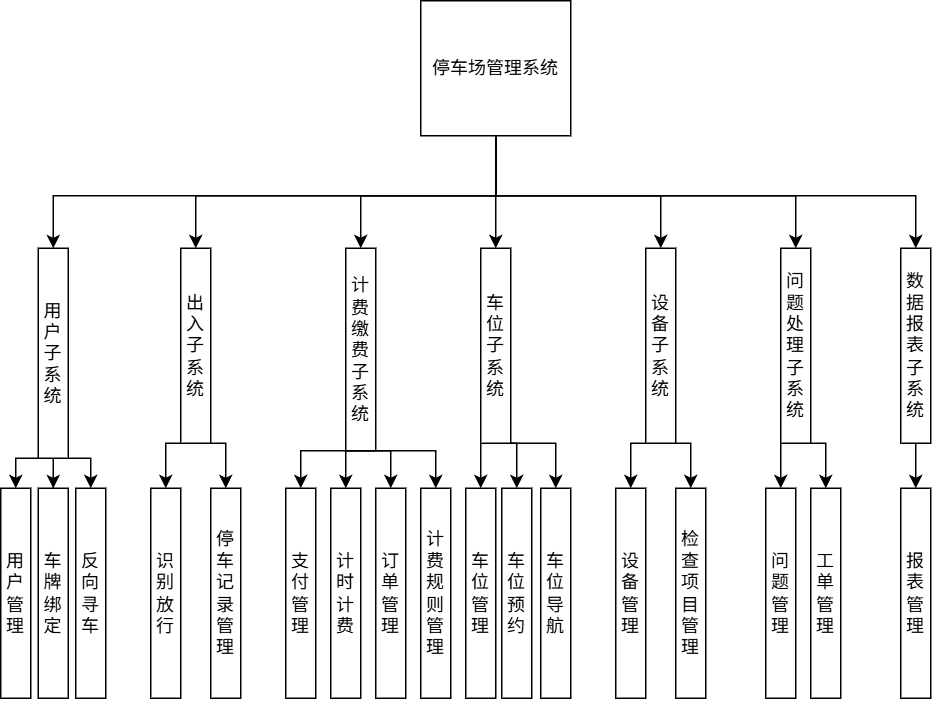 停车场管理系统
用户子系统
出入子系统
计费缴费子系统
车位子系统
设备子系统
问题处理子系统
数据报表子系统
用户管理
车牌绑定
反向寻车
识别放行
停车记录管理
支付管理
计时计费
订单管理
计费规则管理
车位管理
车位预约
车位导航
设备管理
检查项目管理
问题管理
工单管理
报表管理